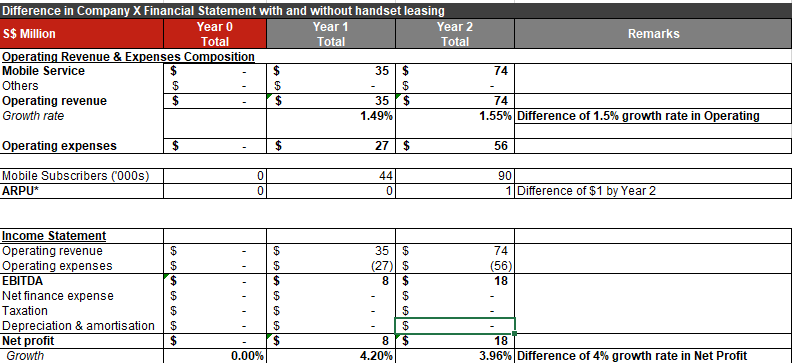 Difference in Company X Financial Statement with and without handset leasing
S$ Million Year 0 Total Year 1 Total Year 2 Total Remarks
Operating Revenue & Expenses Composition
Mobile Service $ - $ 35 $ 74
Others $ - $ - $ -
Operating revenue $ - $ 35 $ 74
Growth rate 1.49% 1.55% Difference of 1.5% growth rate in Operating
Operating expenses $ - $ 27 $ 56
Mobile Subscribers ('000s) 0 44 90
ARPU* 0 0 1 Difference of $1 by Year 2
Income Statement
Operating revenue $ - $ 35 $ 74
Operating expenses $ - $ (27) $ (56)
EBITDA $ - $ 8 $ 18
Net finance expense $ - $ - $ -
Taxation $ - $ - $ -
Depreciation & amortisation $ - $ - $ -
Net profit $ - $ 8 $ 18
Growth 0.00% 4.20% 3.96% Difference of 4% growth rate in Net Profit